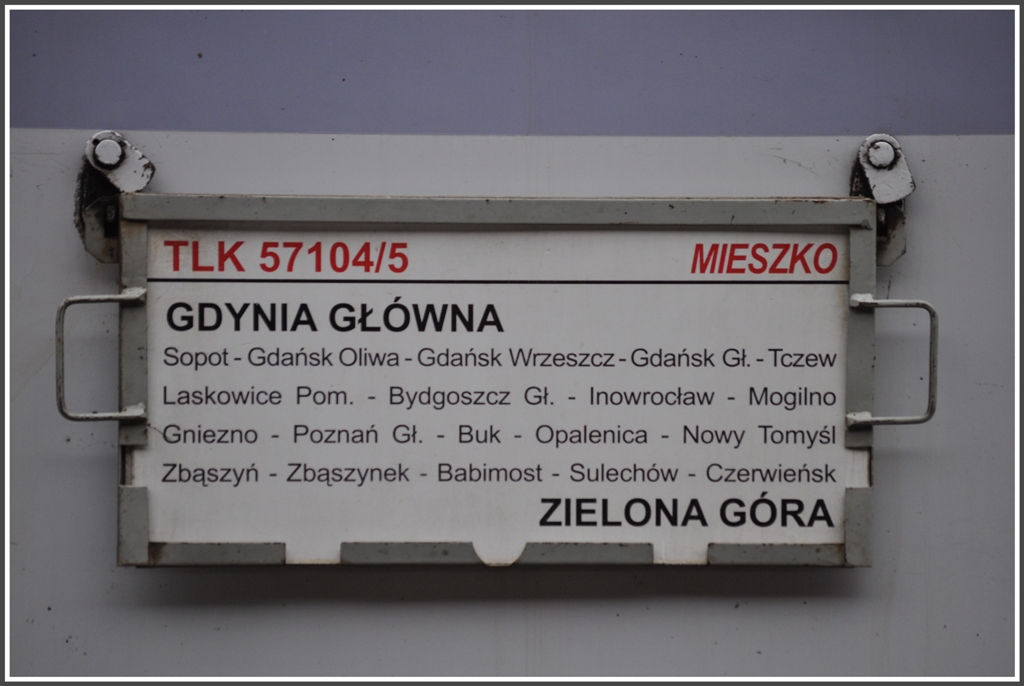 TLK 57104/5 MIESZKO
GDYNIA GŁÓWNA
Sopot - Gdańsk Oliwa - Gdańsk Wrzeszcz - Gdańsk Gł. - Tczew
Laskowice Pom. - Bydgoszcz Gł. - Inowrocław - Mogilno
Gniezno - Poznań Gł. - Buk - Opalenica - Nowy Tomyśl
Zbąszyń - Zbąszynek - Babimost - Sulechów - Czerwieńsk
ZIELONA GÓRA